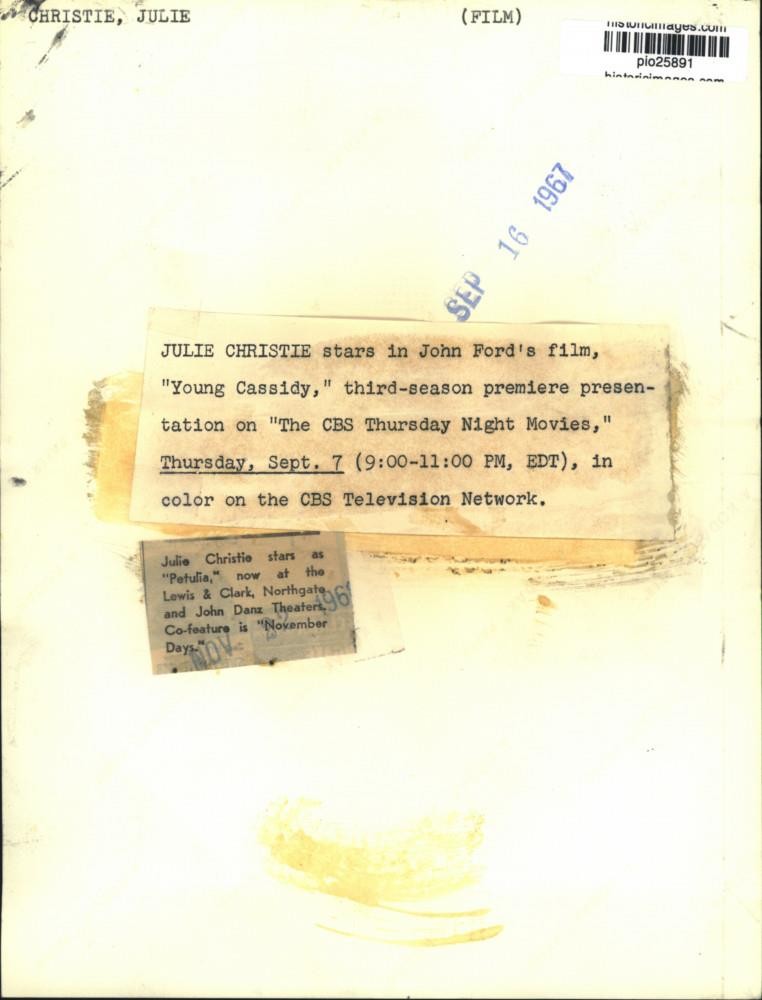 CHRISTIE, JULIE (FILM)
historicimages.com
pio25891
historicimages.com
SEP 16 1967
JULIE CHRISTIE stars in John Ford's film,
"Young Cassidy," third-season premiere presen-
tation on "The CBS Thursday Night Movies,"
Thursday, Sept. 7 (9:00-11:00 PM, EDT), in
color on the CBS Television Network.
Julie Christie stars as
"Petulia," now at the
Lewis & Clark, Northgate
and John Danz Theaters.
Co-feature is "November
Days."
NOV